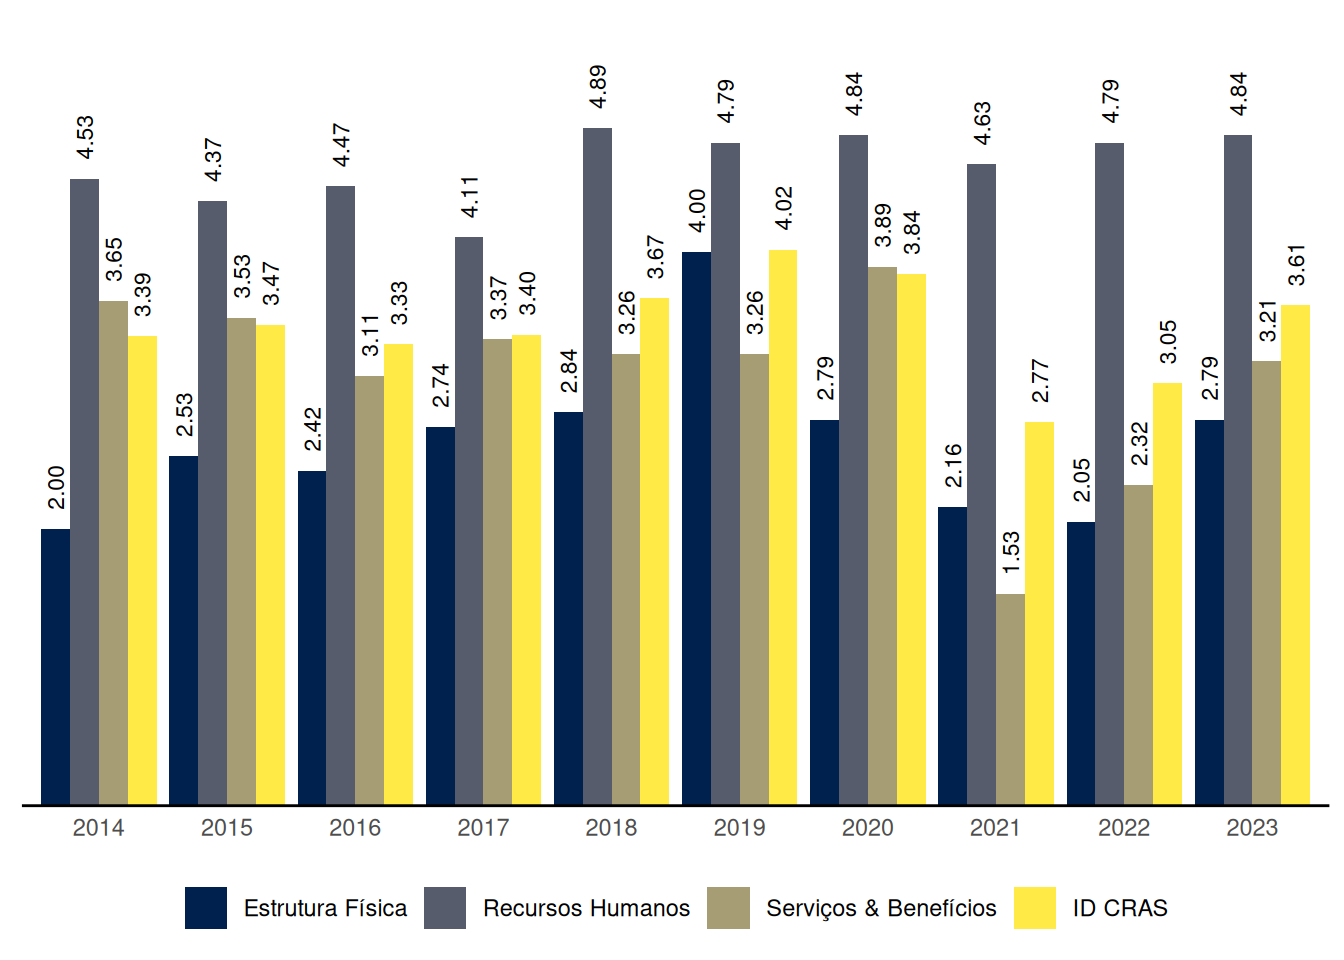 2.00 4.53 3.65 3.39 2.53 4.37 3.53 3.47 2.42 4.47 3.11 3.33 2.74 4.11 3.37 3.40 2.84 4.89 3.26 3.67 4.00 4.79 3.26 4.02 2.79 4.84 3.89 3.84 2.16 4.63 1.53 2.77 2.05 4.79 2.32 3.05 2.79 4.84 3.21 3.61
2014 2015 2016 2017 2018 2019 2020 2021 2022 2023
Estrutura Física Recursos Humanos Serviços & Benefícios ID CRAS